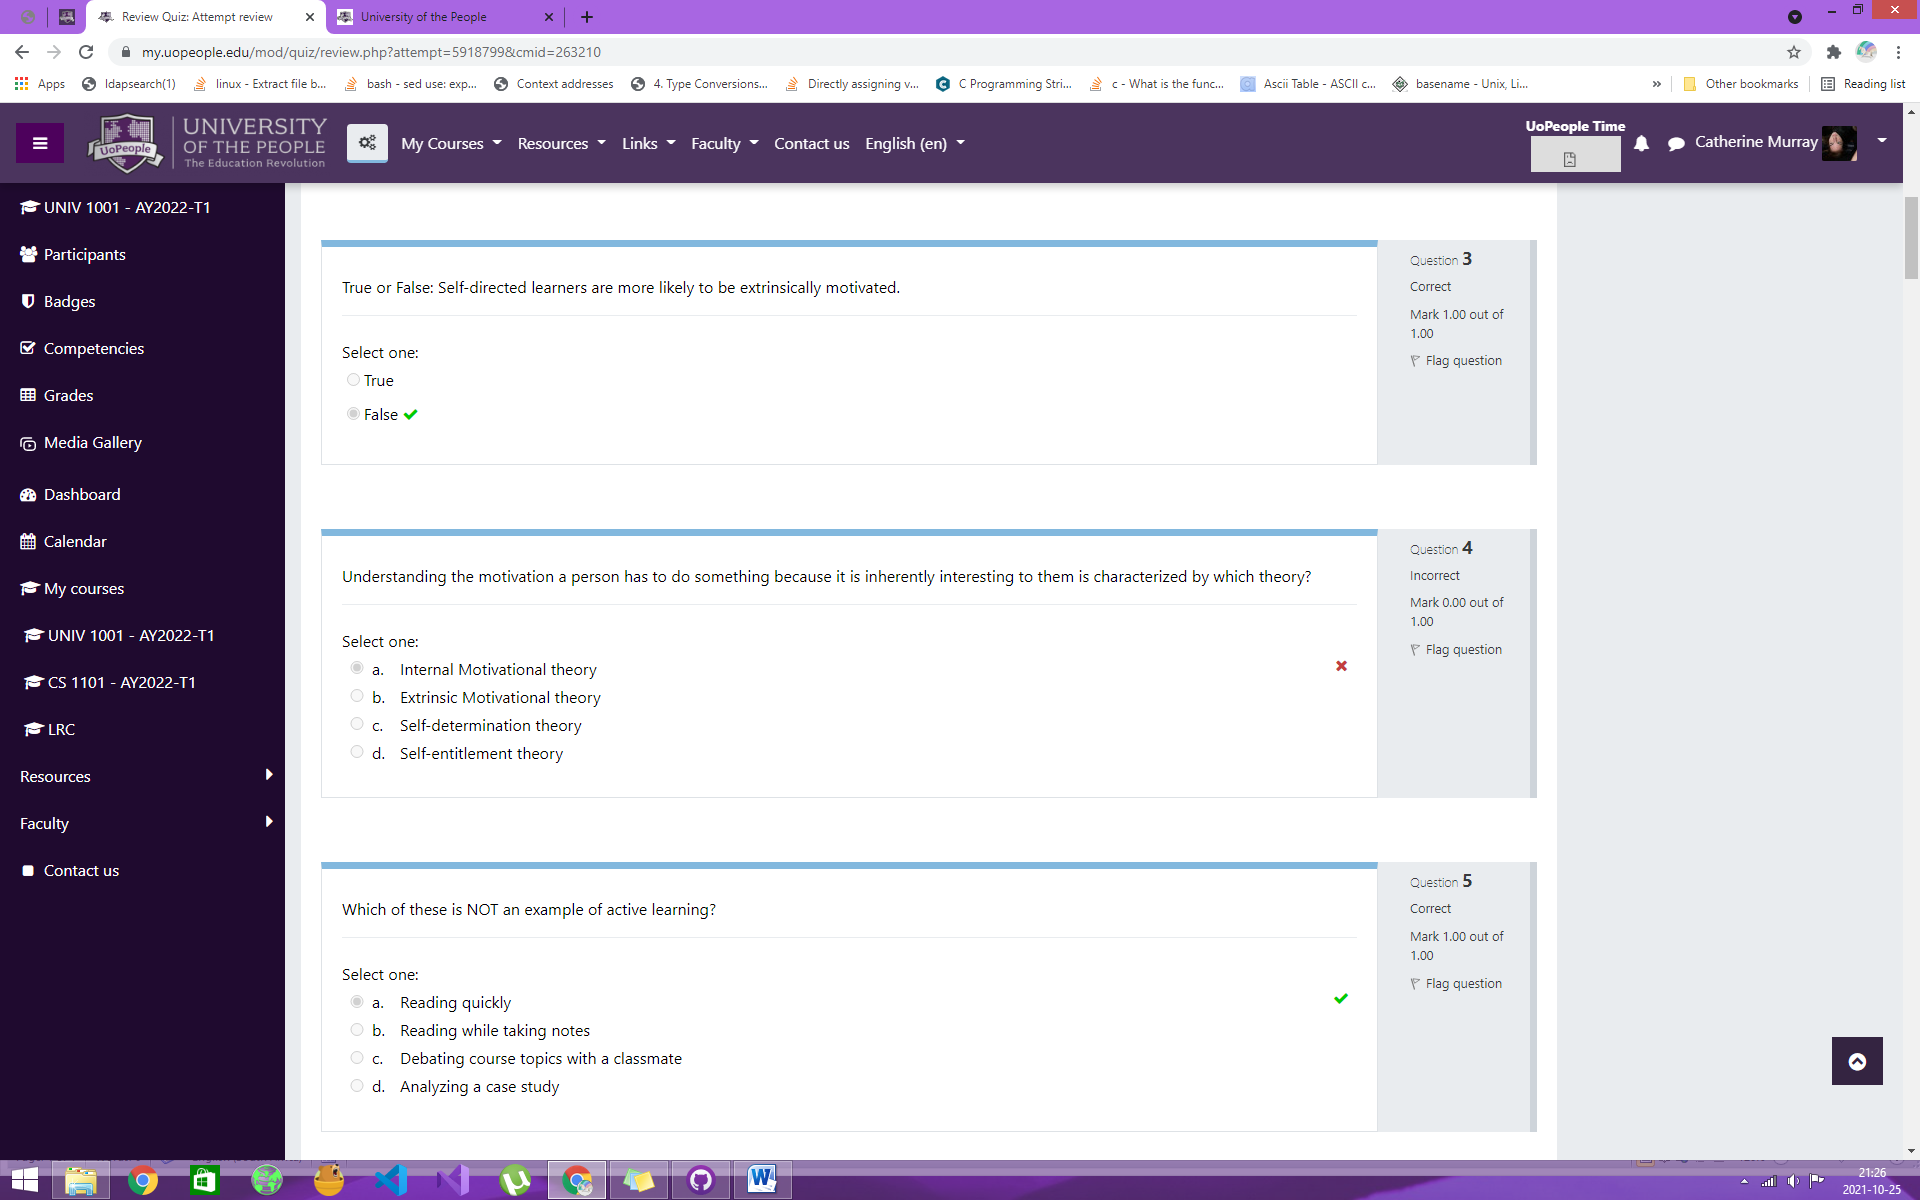 Review Quiz: Attempt review
University of the People
my.uopeople.edu/mod/quiz/review.php?attempt=5918799&cmid=263210
Apps
ldapsearch(1)
linux - Extract file b...
bash - sed use: exp...
Context addresses
4. Type Conversions...
Directly assigning v...
C Programming Stri...
c - What is the func...
Ascii Table - ASCII c...
basename - Unix, Li...
»
Other bookmarks
Reading list
UoPeople
UNIVERSITY
OF THE PEOPLE
The Education Revolution
My Courses
Resources
Links
Faculty
Contact us
English (en)
UoPeople Time
Catherine Murray
UNIV 1001 - AY2022-T1
Participants
Badges
Competencies
Grades
Media Gallery
Dashboard
Calendar
My courses
UNIV 1001 - AY2022-T1
CS 1101 - AY2022-T1
LRC
Resources
Faculty
Contact us
True or False: Self-directed learners are more likely to be extrinsically motivated.
Select one:
True
False
Question 3
Correct
Mark 1.00 out of
1.00
Flag question
Understanding the motivation a person has to do something because it is inherently interesting to them is characterized by which theory?
Select one:
a. Internal Motivational theory
b. Extrinsic Motivational theory
c. Self-determination theory
d. Self-entitlement theory
Question 4
Incorrect
Mark 0.00 out of
1.00
Flag question
Which of these is NOT an example of active learning?
Select one:
a. Reading quickly
b. Reading while taking notes
c. Debating course topics with a classmate
d. Analyzing a case study
Question 5
Correct
Mark 1.00 out of
1.00
Flag question
21:26
2021-10-25